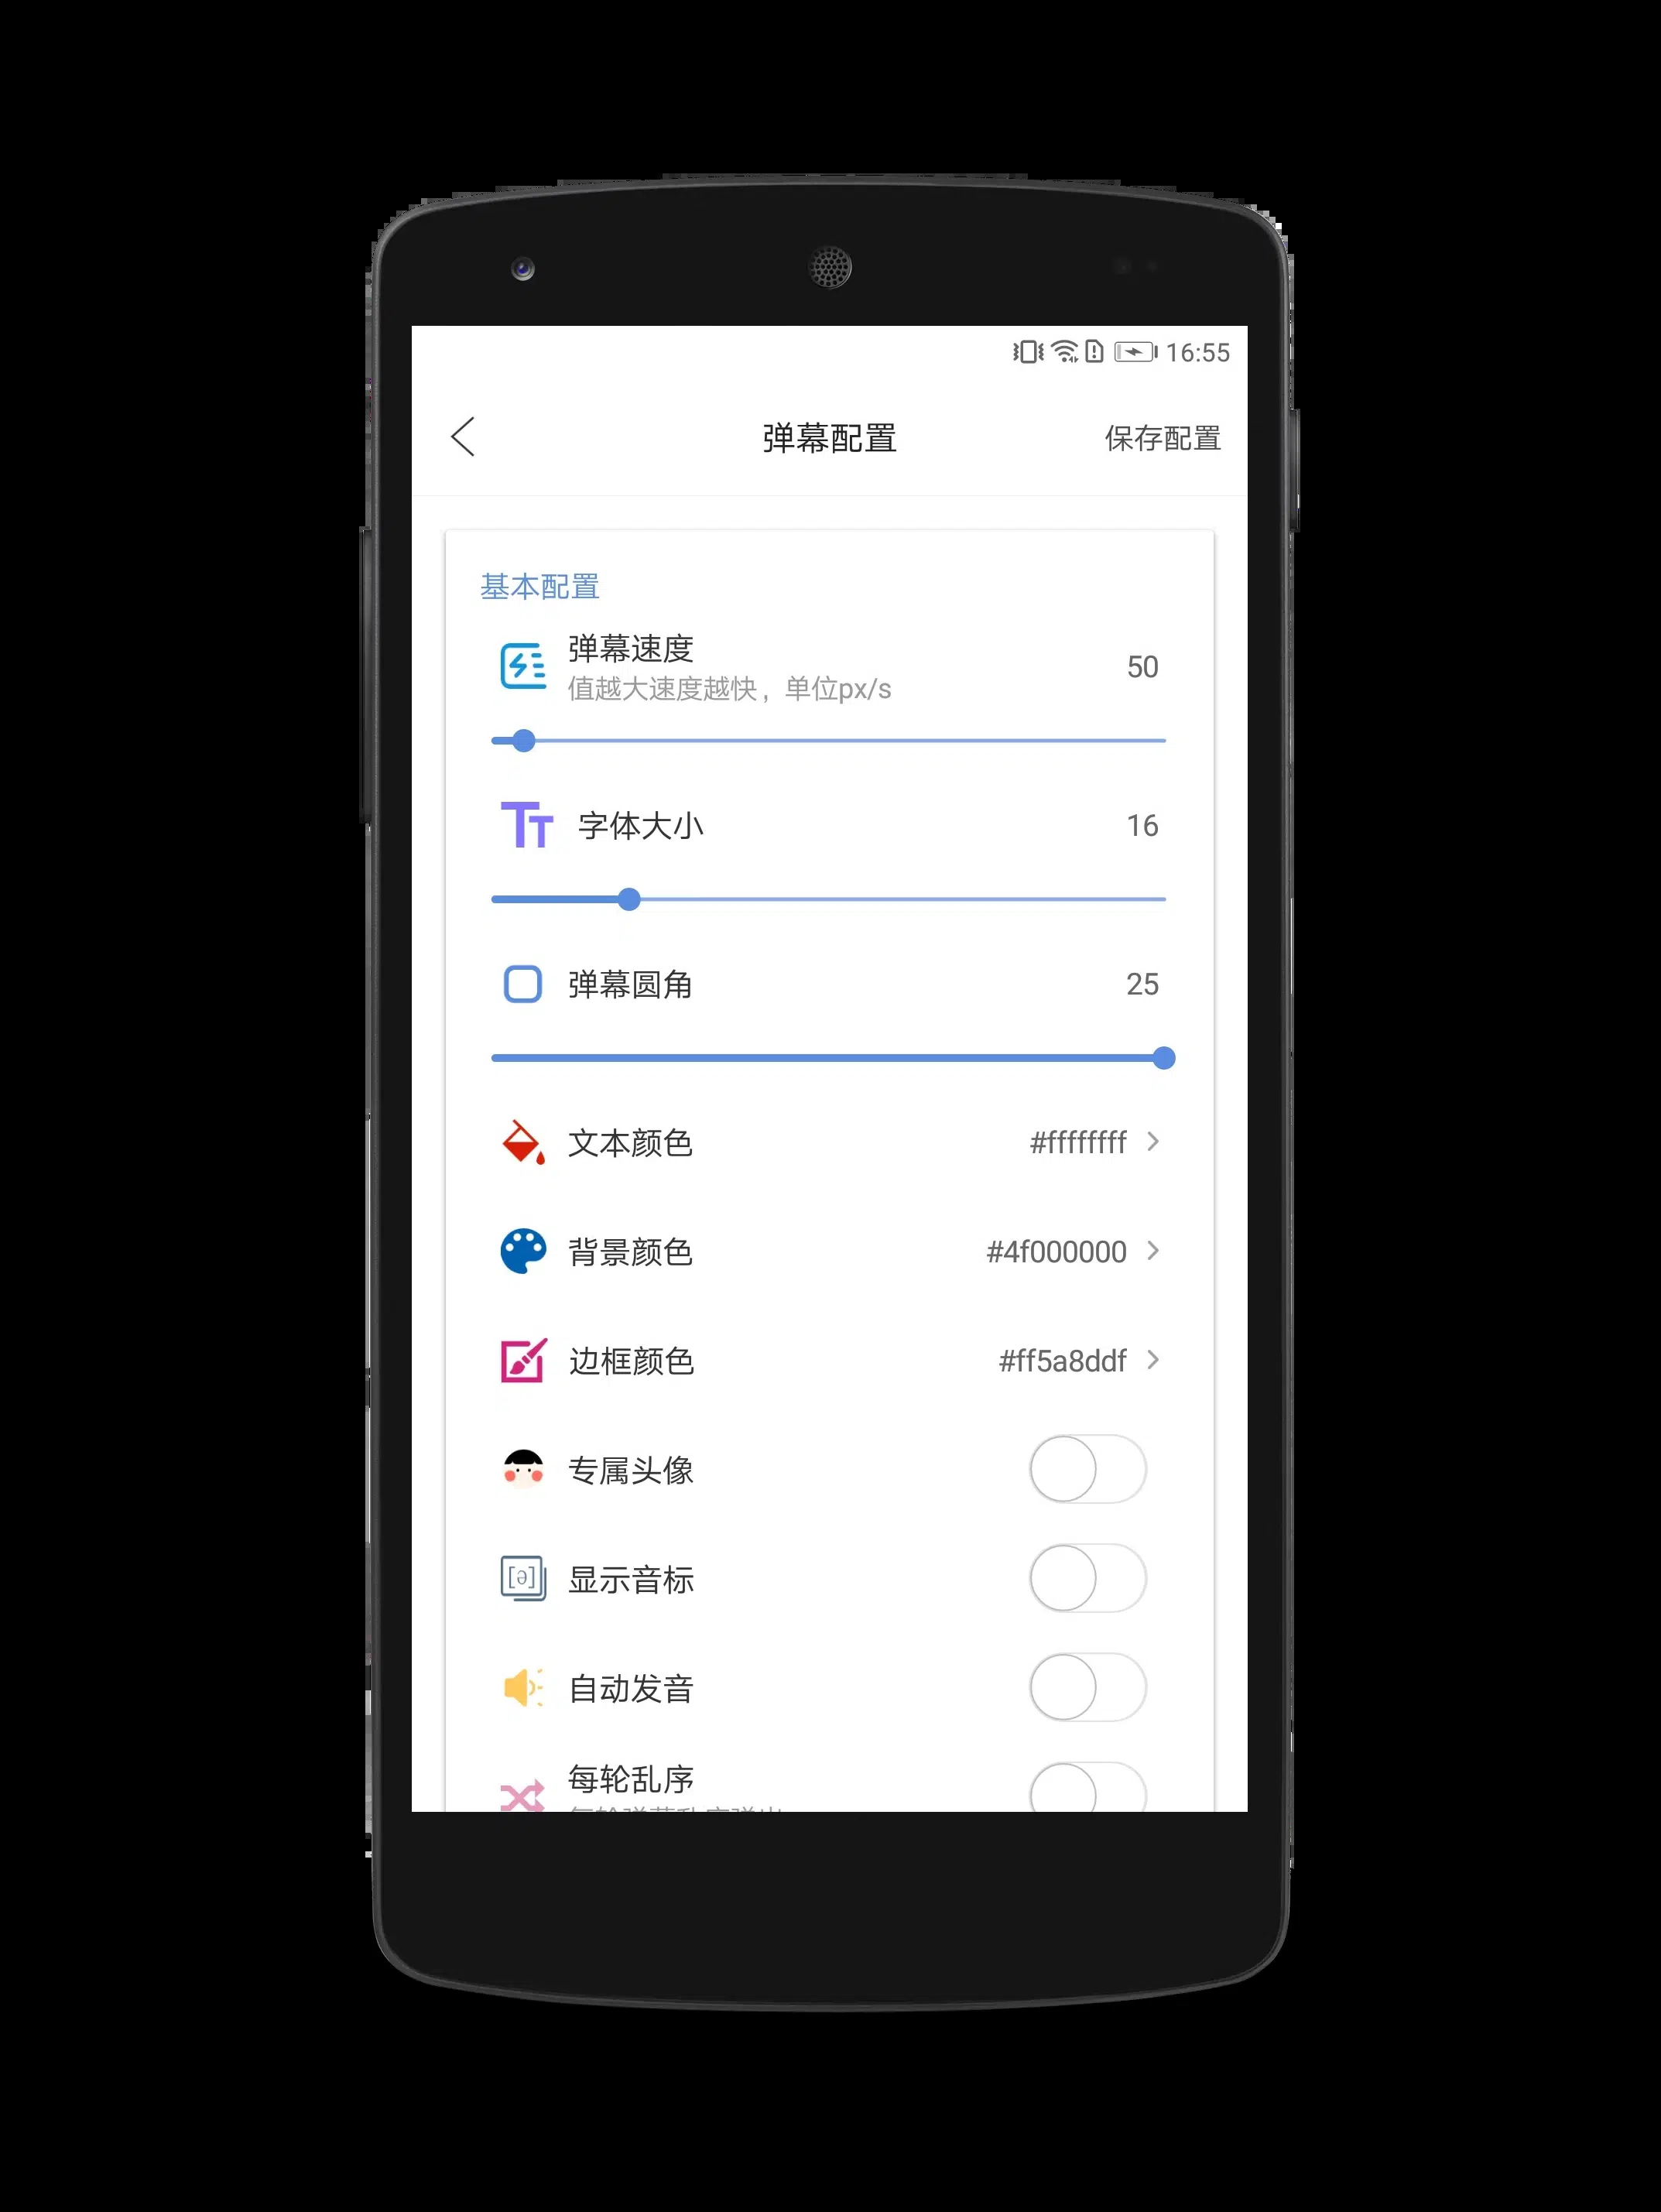 16:55
弹幕配置
保存配置
基本配置
弹幕速度
50
值越大速度越快，单位px/s
Tт 字体大小
16
弹幕圆角
25
文本颜色
#ffffffff
背景颜色
#4f000000
边框颜色
#ff5a8ddf
专属头像
[ə] 显示音标
自动发音
每轮乱序